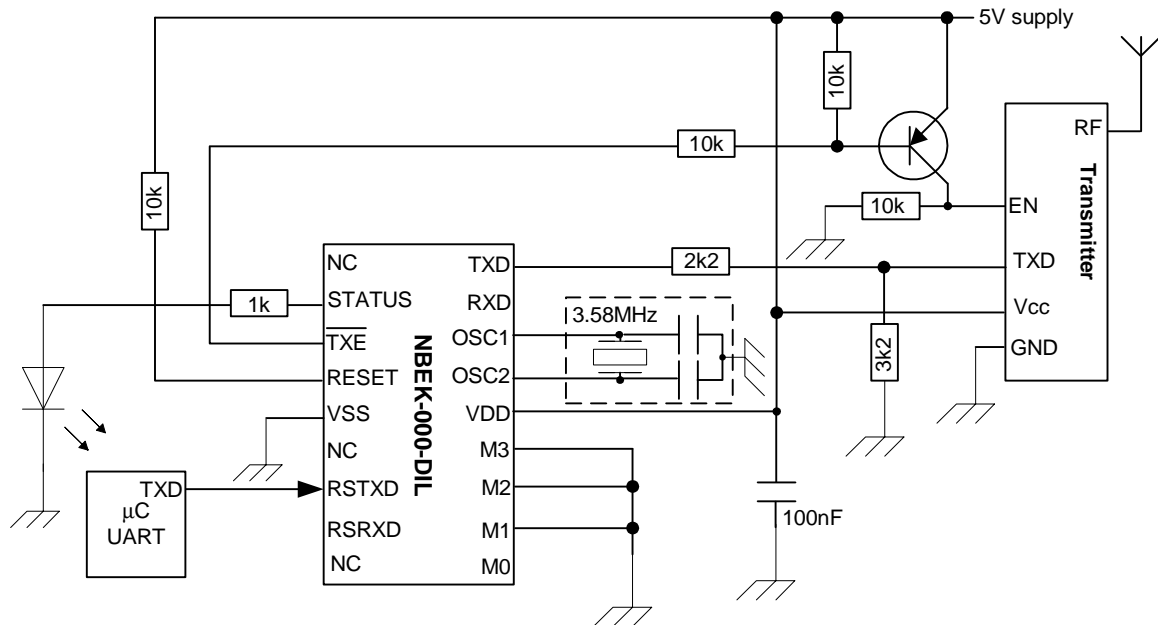 5V supply
10k
10k
10k
10k
10k
RF
EN
TXD
Vcc
GND
Transmitter
2k2
3k2
NC
STATUS
TXE
RESET
VSS
NC
RSTXD
RSRXD
NC
NBEK-000-DIL
TXD
RXD
OSC1
OSC2
VDD
M3
M2
M1
M0
1k
3.58MHz
100nF
TXD
µC
UART